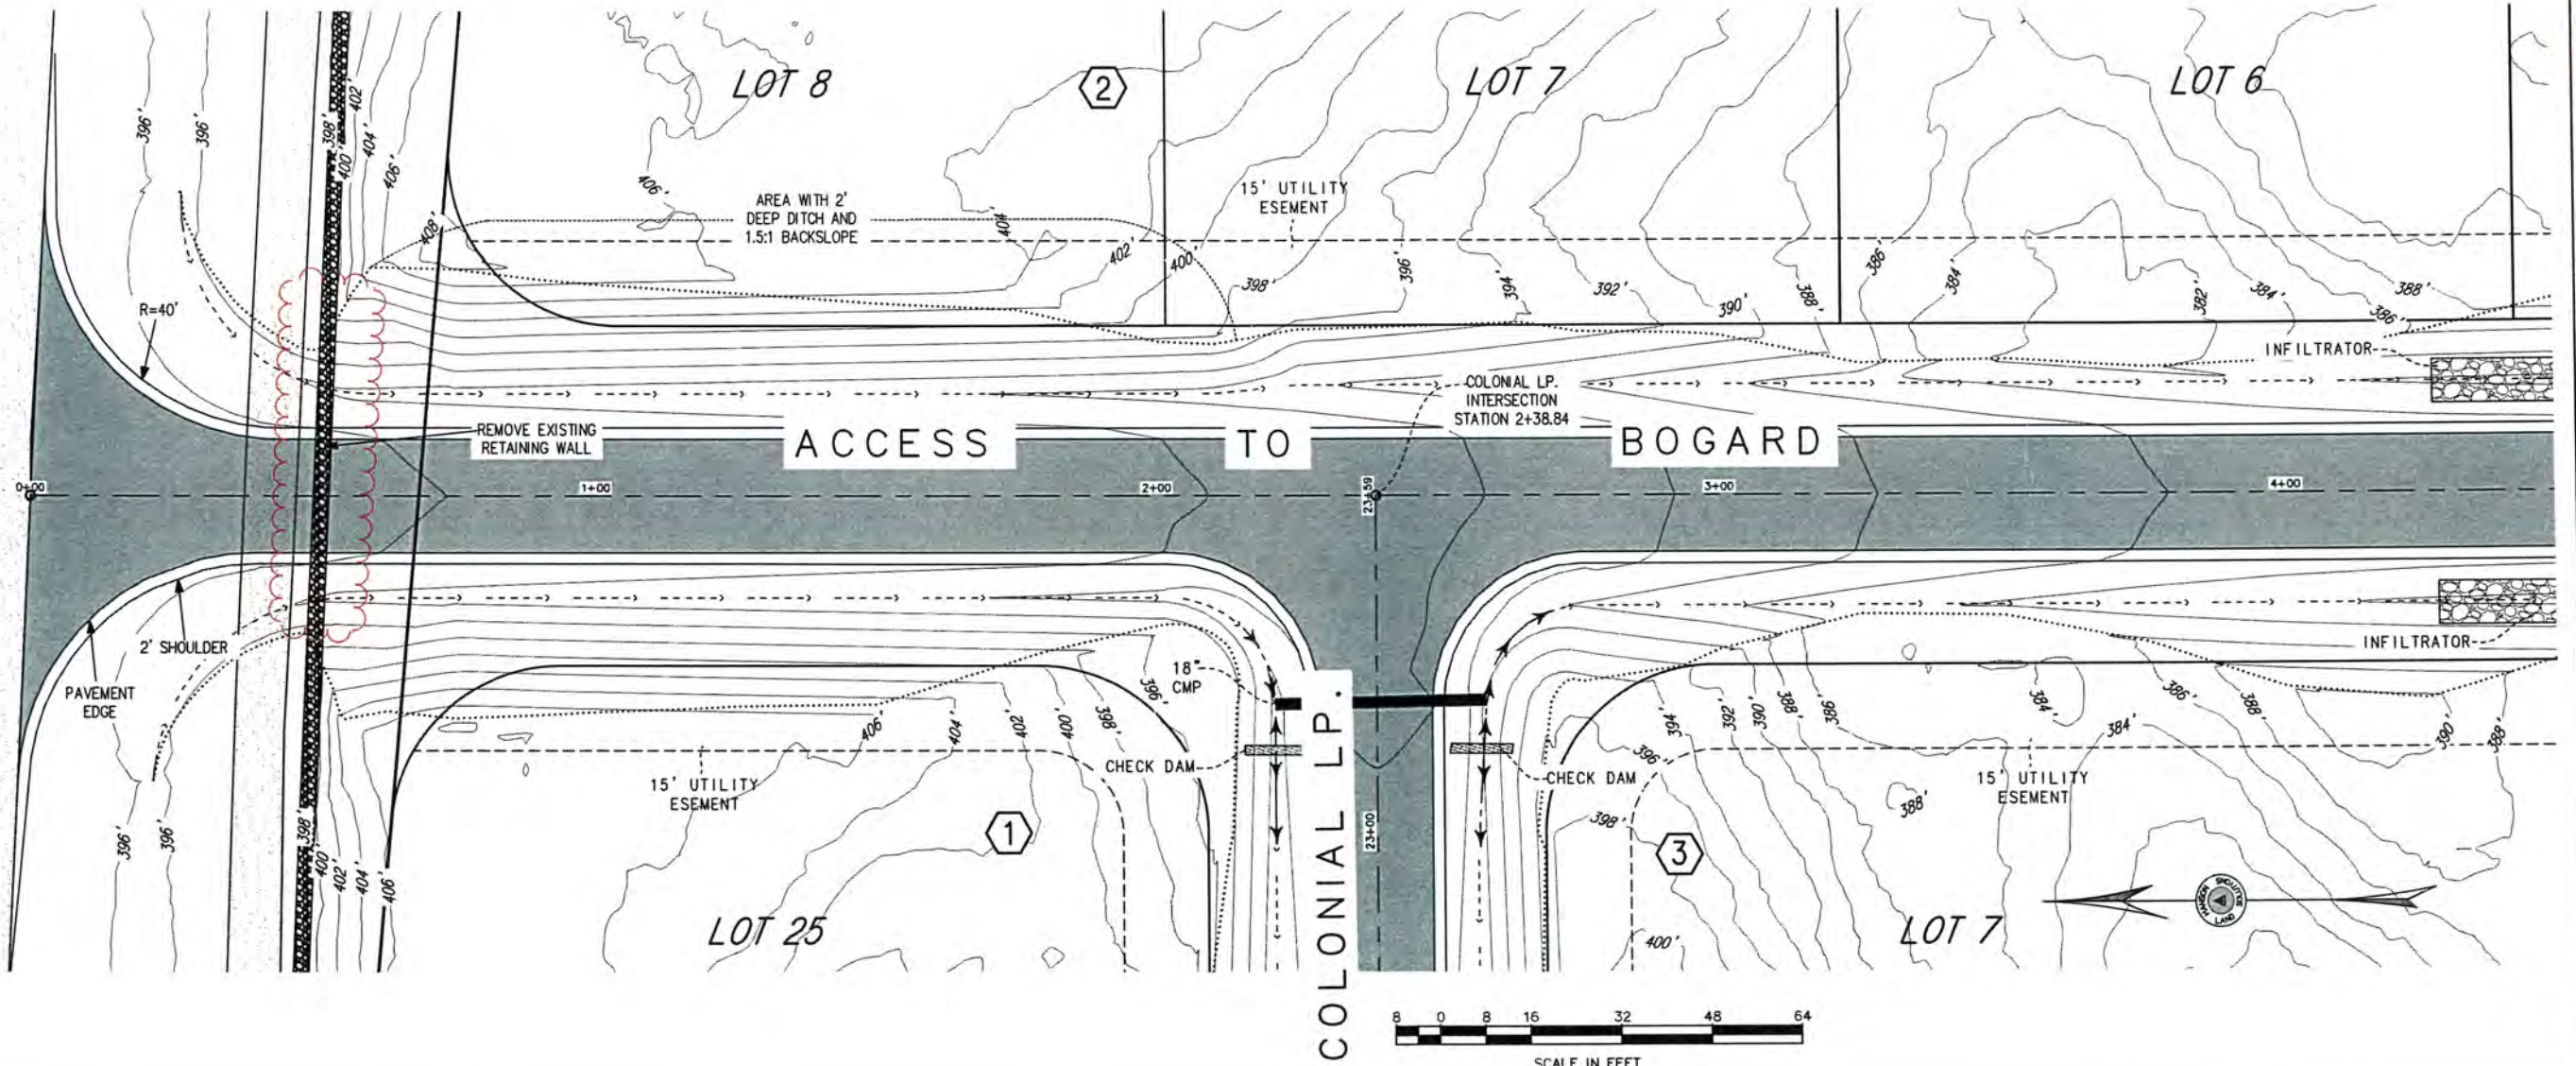 LOT 8
2
LOT 7
LOT 6
396'
396'
398'
400'
402'
404'
406'
408'
406'
AREA WITH 2'
DEEP DITCH AND
1.5:1 BACKSLOPE
404'
402'
400'
15' UTILITY
ESEMENT
398'
396'
394'
392'
390'
388'
386'
384'
382'
384'
386'
388'
R=40'
INFILTRATOR
COLONIAL LP.
INTERSECTION
STATION 2+38.84
REMOVE EXISTING
RETAINING WALL
ACCESS TO BOGARD
0+00
1+00
2+00
23+59
3+00
4+00
2' SHOULDER
PAVEMENT
EDGE
18"
CMP
INFILTRATOR
396'
396'
398'
400'
402'
404'
406'
406'
404'
402'
400'
398'
396'
394'
392'
390'
388'
386'
384'
384'
386'
388'
390'
388'
396'
398'
400'
388'
15' UTILITY
ESEMENT
CHECK DAM
CHECK DAM
15' UTILITY
ESEMENT
1
3
23+00
COLONIAL LP.
LOT 25
LOT 7
HANSON
LAND
8 0 8 16 32 48 64
SCALE IN FEET